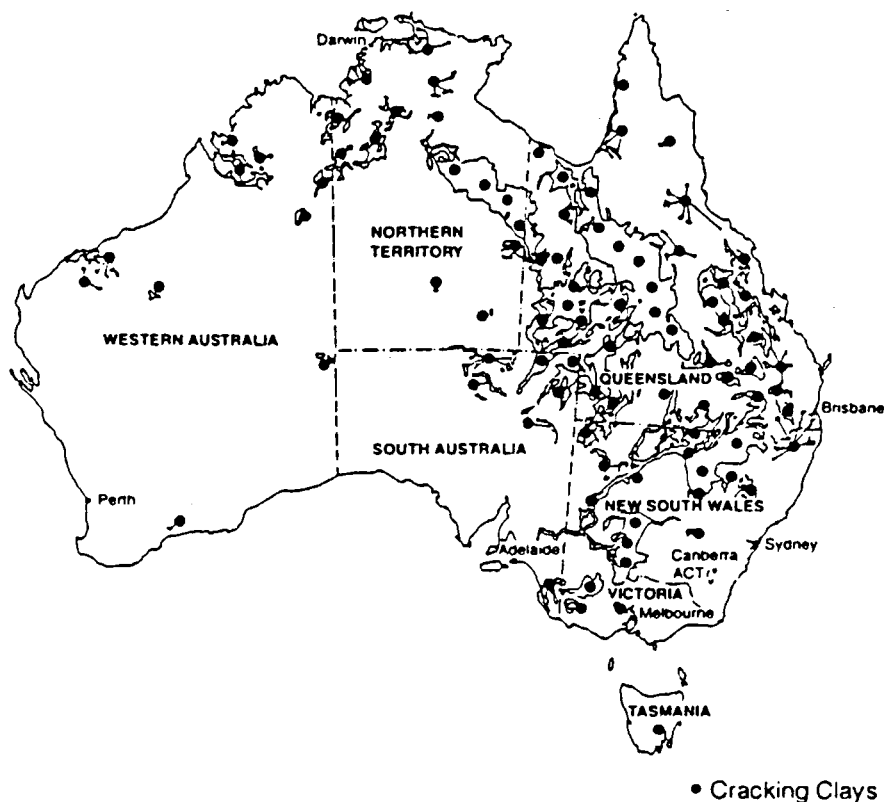 Darwin
NORTHERN
TERRITORY
WESTERN AUSTRALIA
QUEENSLAND
Brisbane
SOUTH AUSTRALIA
Perth
NEW SOUTH WALES
Adelaide
Sydney
Canberra
ACT
VICTORIA
Melbourne
TASMANIA
• Cracking Clays